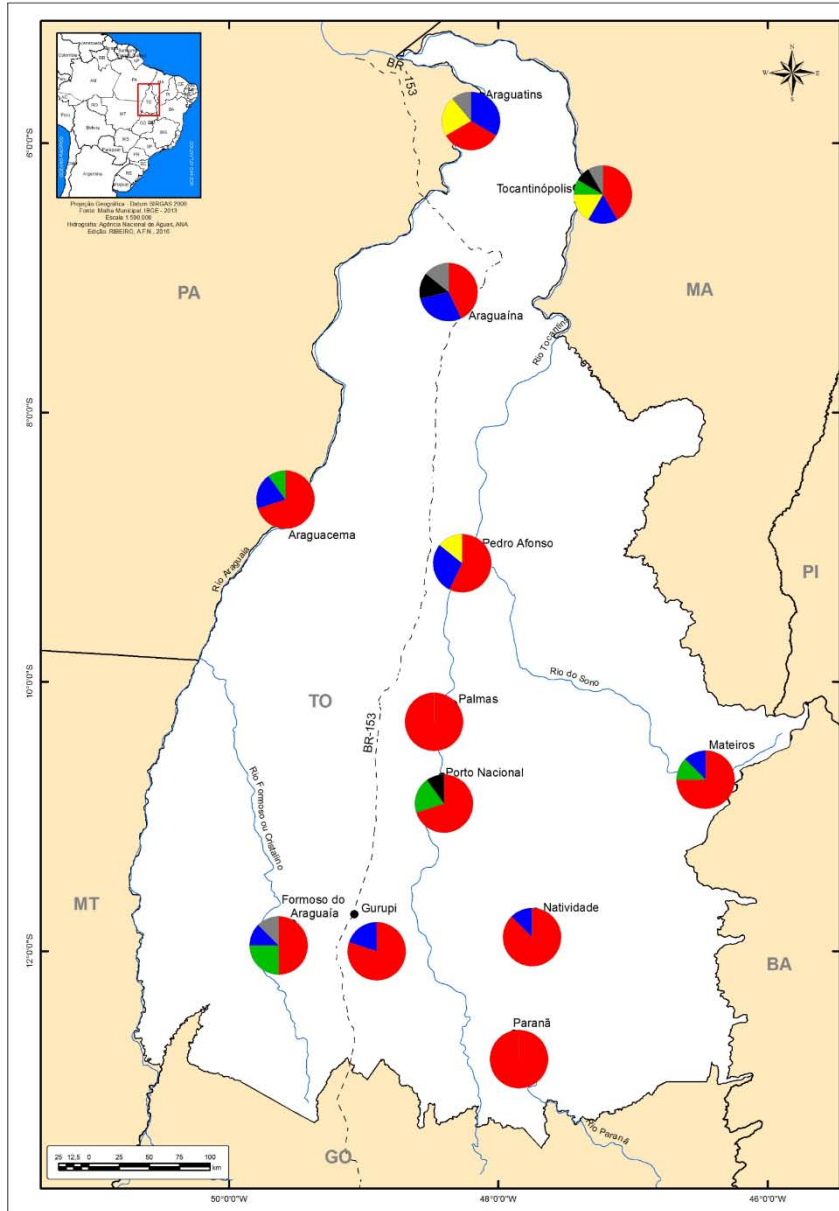 BR -153
Araguatins
Tocantinópolis
Projeção Geográfica - Datum SIRGAS 2000
Fonte: Malha Municipal, IBGE - 2013
Escala 1:590.000
Hidrografia: Agência Nacional de Águas, ANA
Edição: RIBEIRO, A.F.N., 2016
N
W
E
S
6°0'0"S
PA
MA
Araguaína
Rio Tocantins
8°0'0"S
Araguacema
Rio Araguaia
Pedro Afonso
PI
10°0'0"S
TO
BR-153
Palmas
Rio do Sono
Mateiros
Porto Nacional
Rio Formoso ou Cristalino
MT
Formoso do
Araguaía
Gurupi
Natividade
12°0'0"S
BA
Paranã
Rio Paranã
GO
25 12,5 0 25 50 75 100
km
50°0'0"W
48°0'0"W
46°0'0"W